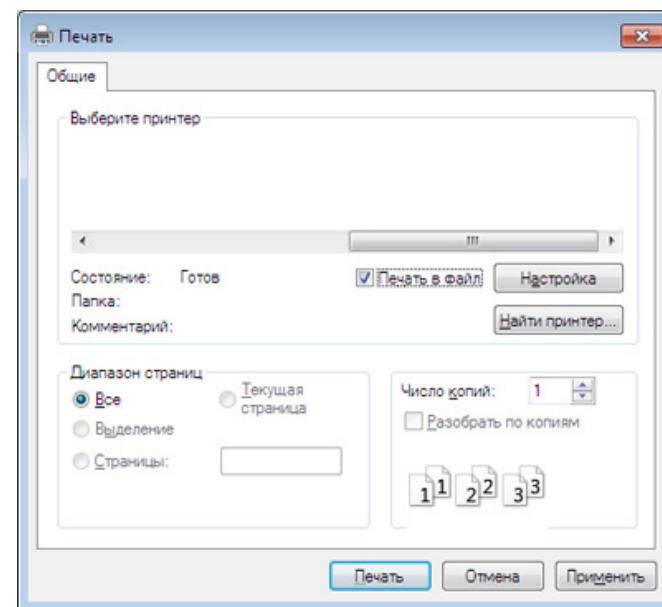 Печать
Общие
Выберите принтер
Состояние: Готов
Печать в файл
Настройка
Папка:
Комментарий:
Найти принтер...
Диапазон страниц
Все
Текущая страница
Выделение
Страницы:
Число копий: 1
Разобрать по копиям
1 1 2 2 3 3
Печать
Отмена
Применить